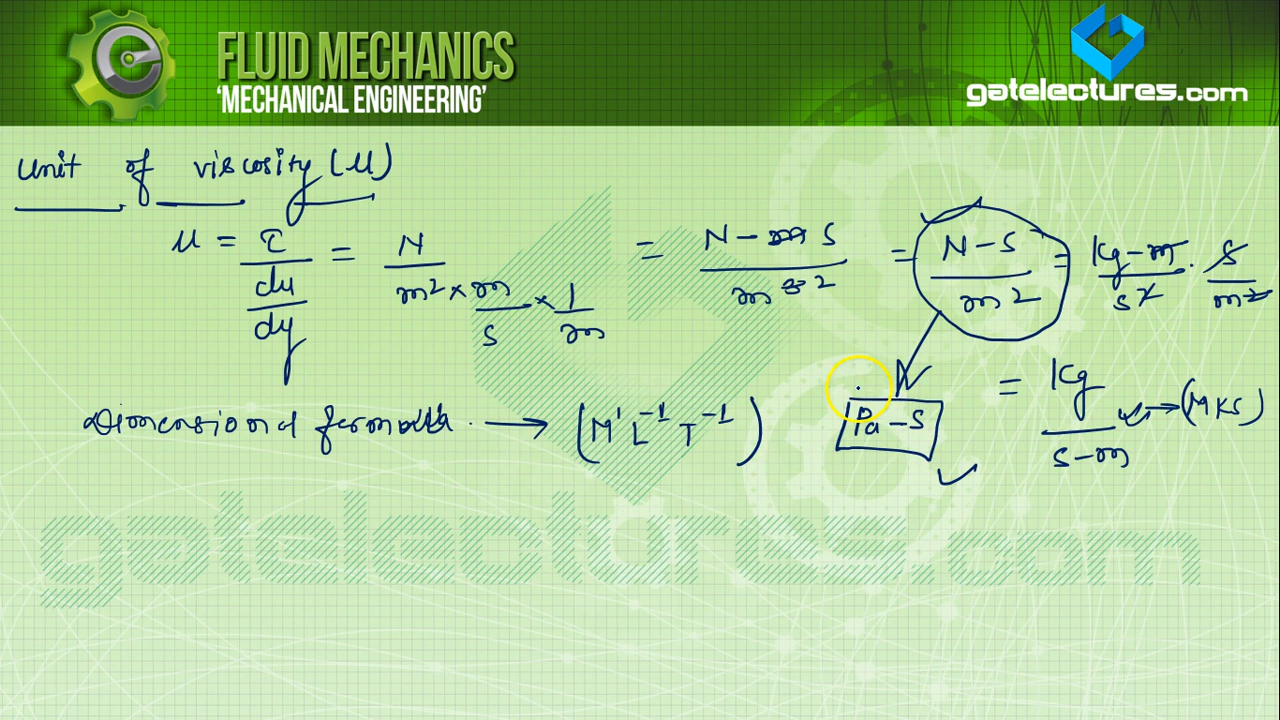 FLUID MECHANICS
'MECHANICAL ENGINEERING'
gatelectures.com
Unit of viscosity (μ)
μ = τ / (du/dy) = N / (m² × m/s × 1/m) = N-s / m² = N-s / m² = Kg-m / s² · s / m²
= Kg / s-m → (MKS)
Dimensional formula → (M¹ L⁻¹ T⁻¹) Pa-s
gatelectures.com